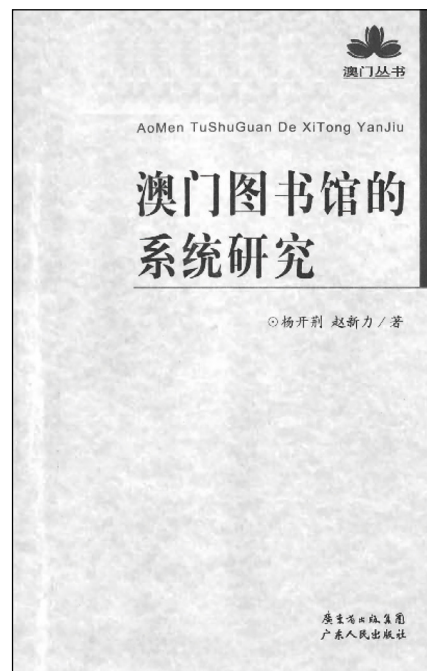 澳门丛书
AoMen TuShuGuan De XiTong YanJiu
澳门图书馆的
系统研究
⊙杨开荆 赵新力/著
广东省出版集团
广东人民出版社